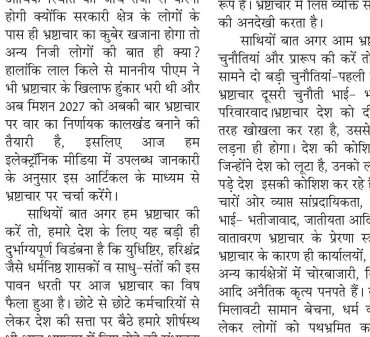 होगी क्योंकि सरकारी क्षेत्र के लोगों के
पास ही भ्रष्टाचार का कुबेर खजाना होगा तो
अन्य निजी लोगों की बात ही क्या?
हालांकि लाल किले से माननीय पीएम ने
भी भ्रष्टाचार के खिलाफ हुंकार भरी थी और
अब मिशन 2027 को अबकी बार भ्रष्टाचार
पर वार का निर्णायक कालखंड बनाने की
तैयारी है, इसलिए आज हम
इलेक्ट्रॉनिक मीडिया में उपलब्ध जानकारी
के अनुसार इस आर्टिकल के माध्यम से
भ्रष्टाचार पर चर्चा करेंगे।
साथियों बात अगर हम भ्रष्टाचार की
करें तो, हमारे देश के लिए यह बड़ी ही
दुर्भाग्यपूर्ण विडंबना है कि युधिष्टिर, हरिश्चंद्र
जैसे धर्मनिष्ठ शासकों व साधु-संतों की इस
पावन धरती पर आज भ्रष्टाचार का विष
फैला हुआ है। छोटे से छोटे कर्मचारियों से
लेकर देश की सत्ता पर बैठे हमारे शीर्षस्थ
रूप है। भ्रष्टाचार में लिप्त व्यक्ति
की अनदेखी करता है।
साथियों बात अगर आम
चुनौतियां और प्रारूप की करें तो
सामने दो बड़ी चुनौतियां-पहली
भ्रष्टाचार दूसरी चुनौती भाई-
परिवारवाद।भ्रष्टाचार देश को
तरह खोखला कर रहा है, उससे
लड़ना ही होगा। देश की
जिन्होंने देश को लूटा है, उनको
पड़े देश इसकी कोशिश कर रहे
चारों ओर व्याप्त सांप्रदायिकता,
भाई- भतीजावाद, जातीयता
वातावरण भ्रष्टाचार के प्रेरणा
भ्रष्टाचार के कारण ही कार्यालयों,
अन्य कार्यक्षेत्रों में चोरबाजारी,
आदि अनैतिक कृत्य पनपते हैं।
मिलावटी सामान बेचना, धर्म
लेकर लोगों को पथभ्रमित